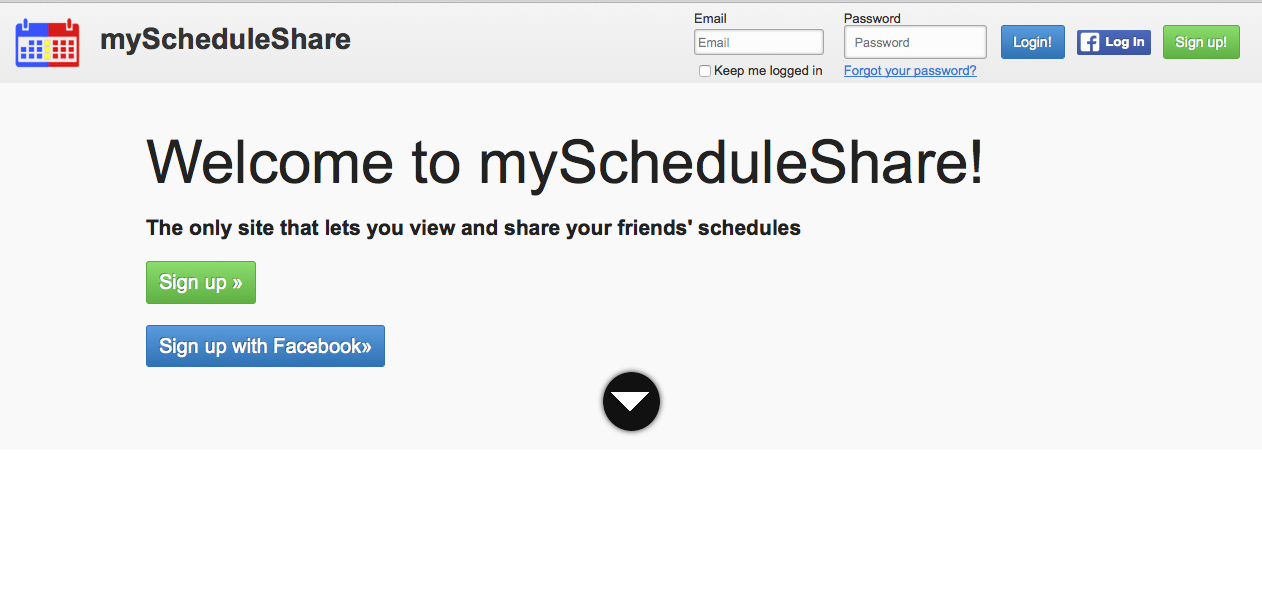 myScheduleShare
Email
Email
Keep me logged in
Password
Password
Forgot your password?
Login!
f Log In
Sign up!
Welcome to myScheduleShare!
The only site that lets you view and share your friends' schedules
Sign up »
Sign up with Facebook»